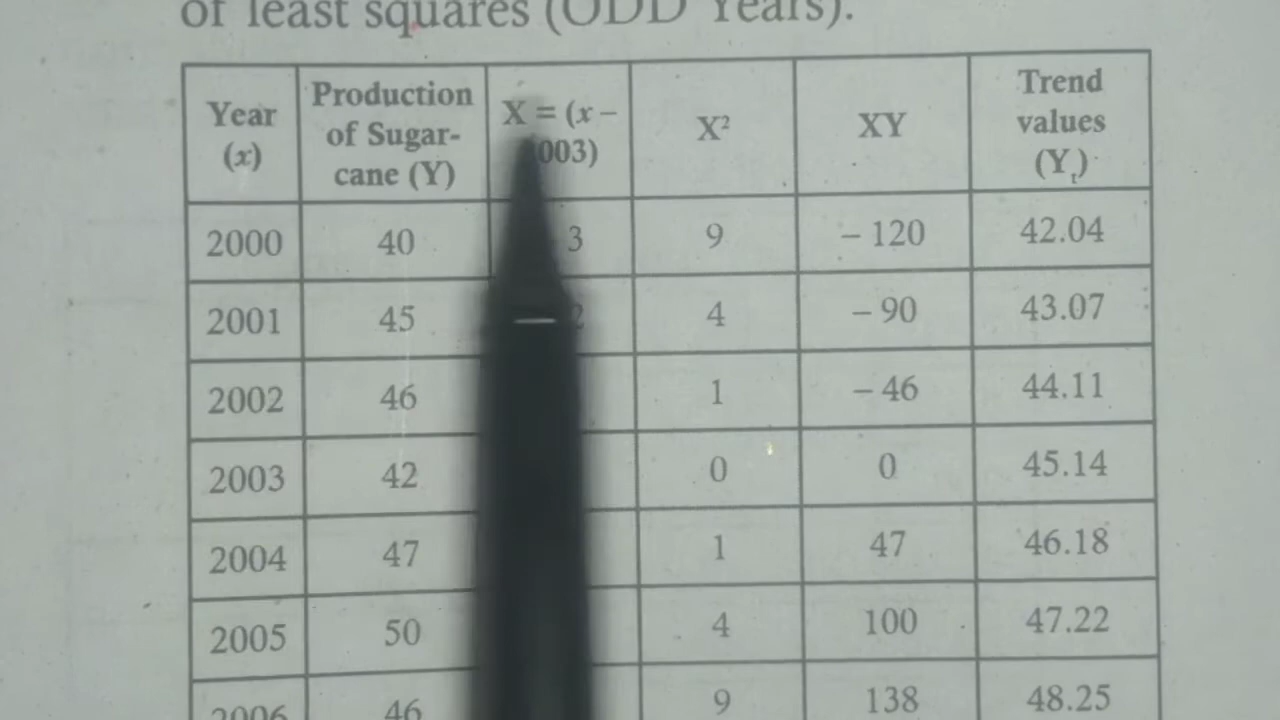 of least squares (ODD Years).
Year (x) Production of Sugar-cane (Y) X = (x – 003) X² XY Trend values (Yₜ)
2000 40 3 9 – 120 42.04
2001 45 2 4 – 90 43.07
2002 46 1 – 46 44.11
2003 42 0 0 45.14
2004 47 1 47 46.18
2005 50 4 100 47.22
2006 46 9 138 48.25